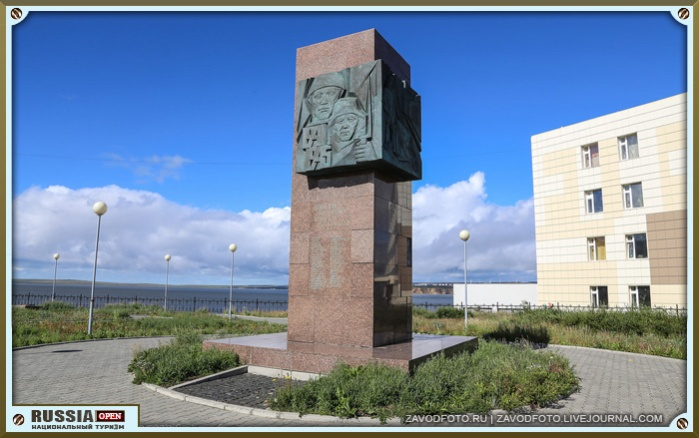 RUSSIA OPEN
НАЦИОНАЛЬНЫЙ ТУРИЗМ
ZAVODFOTO.RU ZAVODFOTO.LIVEJOURNAL.COM